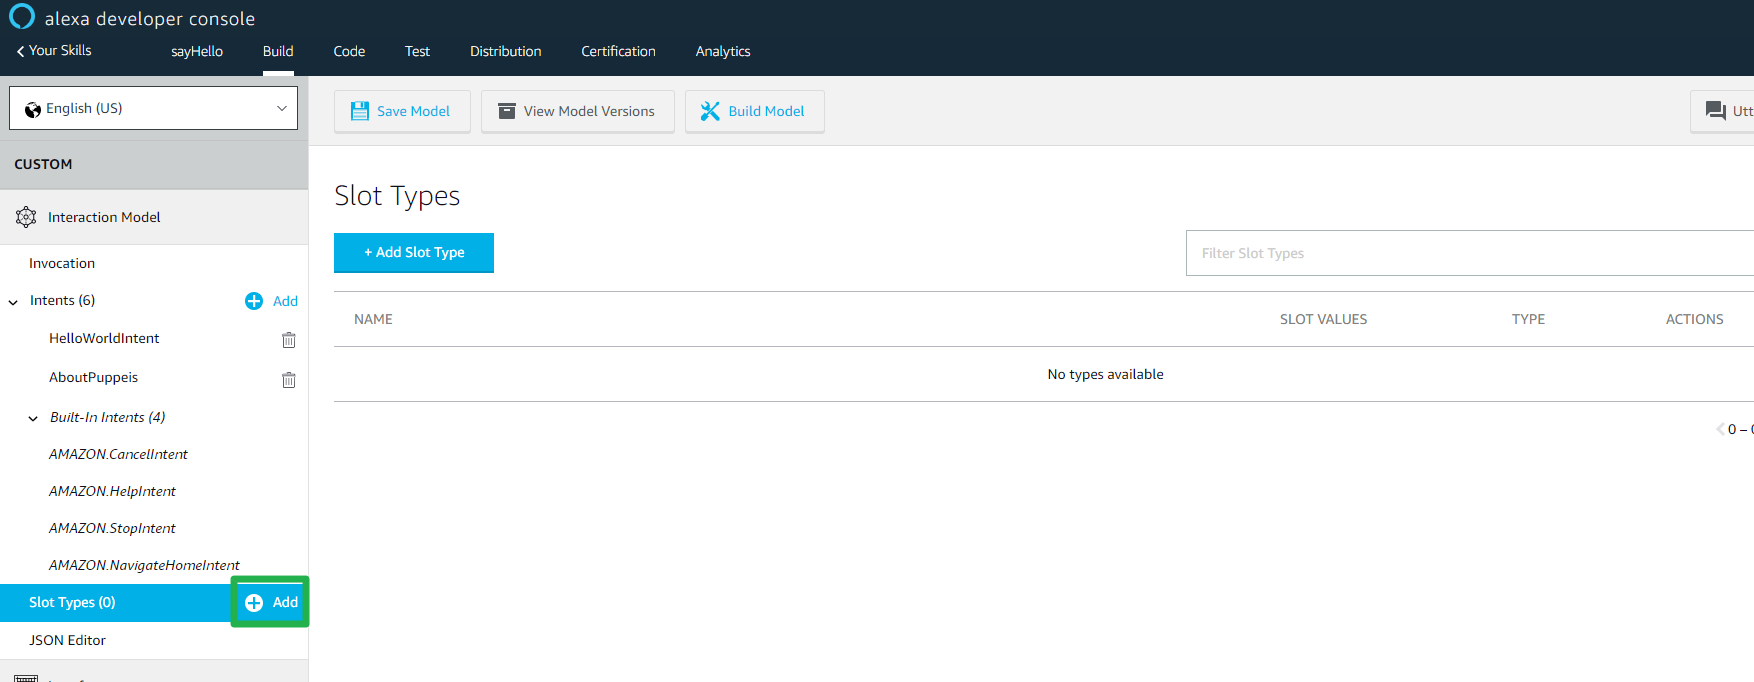 alexa developer console
Your Skills sayHello Build Code Test Distribution Certification Analytics
English (US)
Save Model View Model Versions Build Model
CUSTOM
Interaction Model
Slot Types
+ Add Slot Type
Filter Slot Types
Invocation
Intents (6) Add
NAME SLOT VALUES TYPE ACTIONS
HelloWorldIntent
No types available
AboutPuppeis
Built-In Intents (4)
0 –
AMAZON.CancelIntent
AMAZON.HelpIntent
AMAZON.StopIntent
AMAZON.NavigateHomeIntent
Slot Types (0) Add
JSON Editor